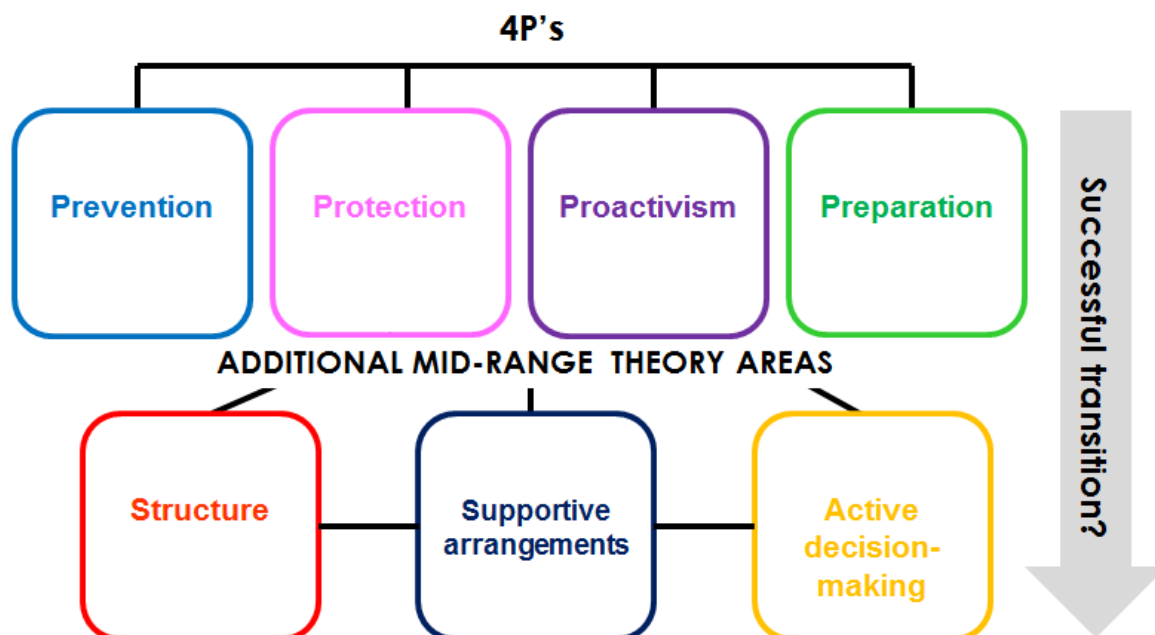 4P's
Prevention
Protection
Proactivism
Preparation
ADDITIONAL MID-RANGE THEORY AREAS
Structure
Supportive
arrangements
Active
decision-
making
Successful transition?